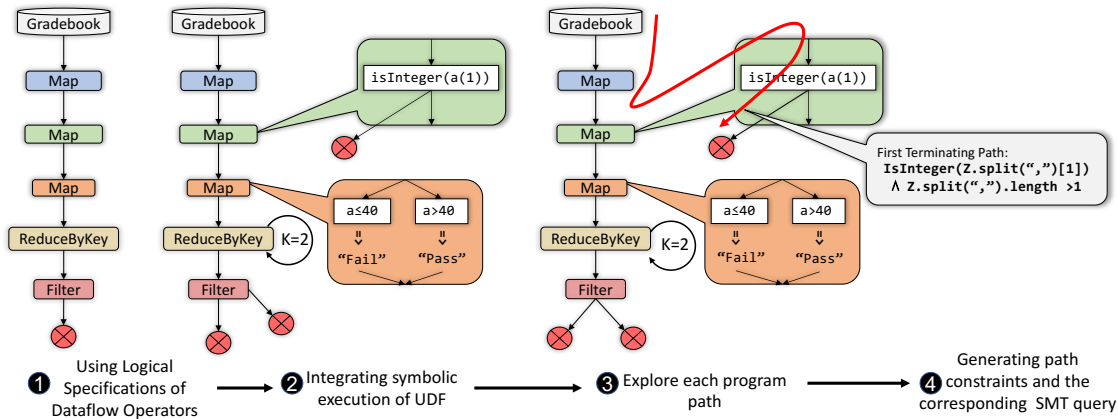 Gradebook
Map
Map
Map
ReduceByKey
Filter
Gradebook
Map
Map
Map
ReduceByKey
K=2
Filter
isInteger(a(1))
a≤40
a>40
“Fail”
“Pass”
Gradebook
Map
Map
Map
ReduceByKey
K=2
Filter
isInteger(a(1))
a≤40
a>40
“Fail”
“Pass”
First Terminating Path:
IsInteger(Z.split(“,”)[1])
∧ Z.split(“,”).length >1
1
Using Logical
Specifications of
Dataflow Operators
2
Integrating symbolic
execution of UDF
3
Explore each program
path
4
Generating path
constraints and the
corresponding SMT query